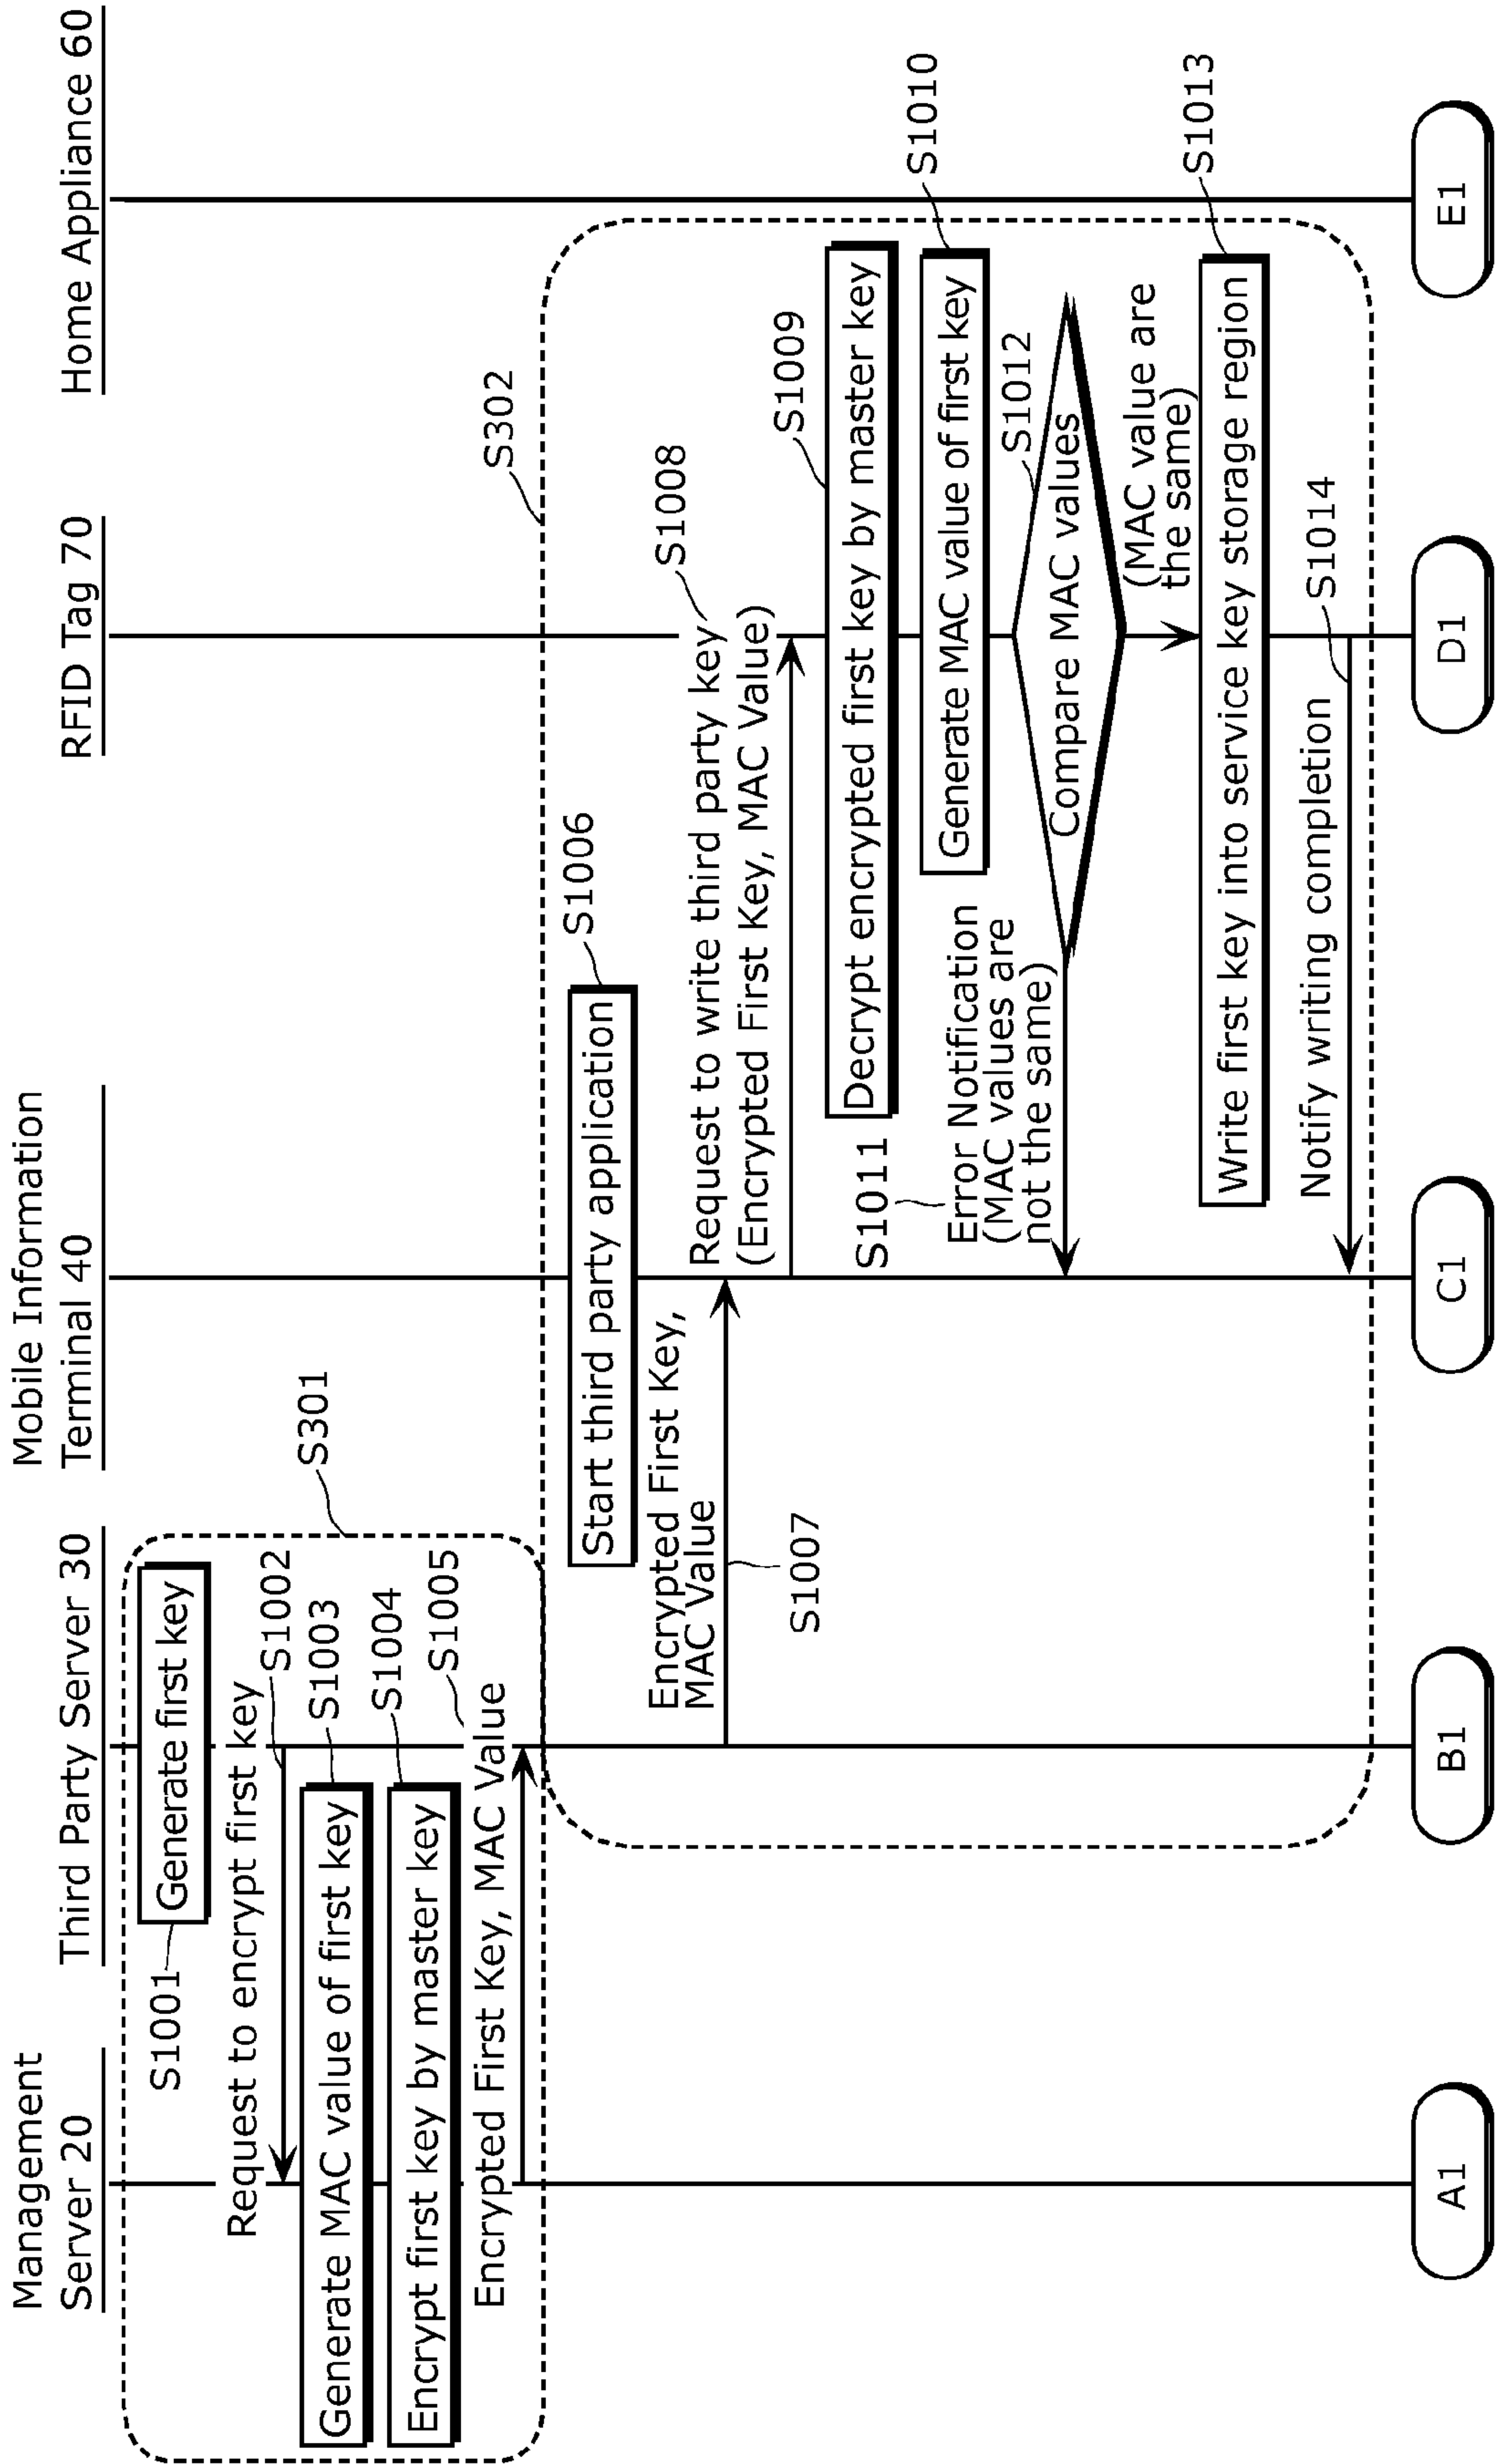 Management
Server 20
Third Party Server 30
Mobile Information
Terminal 40
RFID Tag 70
Home Appliance 60
S1001
Generate first key
S301
Request to encrypt first key
S1002
Generate MAC value of first key
S1003
Encrypt first key by master key
S1004
Encrypted First Key, MAC Value
S1005
S302
Start third party application
S1006
Encrypted First Key,
MAC Value
S1007
Request to write third party key
(Encrypted First Key, MAC Value)
S1008
Decrypt encrypted first key by master key
S1009
Generate MAC value of first key
S1010
S1011
Error Notification
(MAC values are
not the same)
Compare MAC values
S1012
(MAC value are
the same)
Write first key into service key storage region
S1013
Notify writing completion
S1014
A1
B1
C1
D1
E1